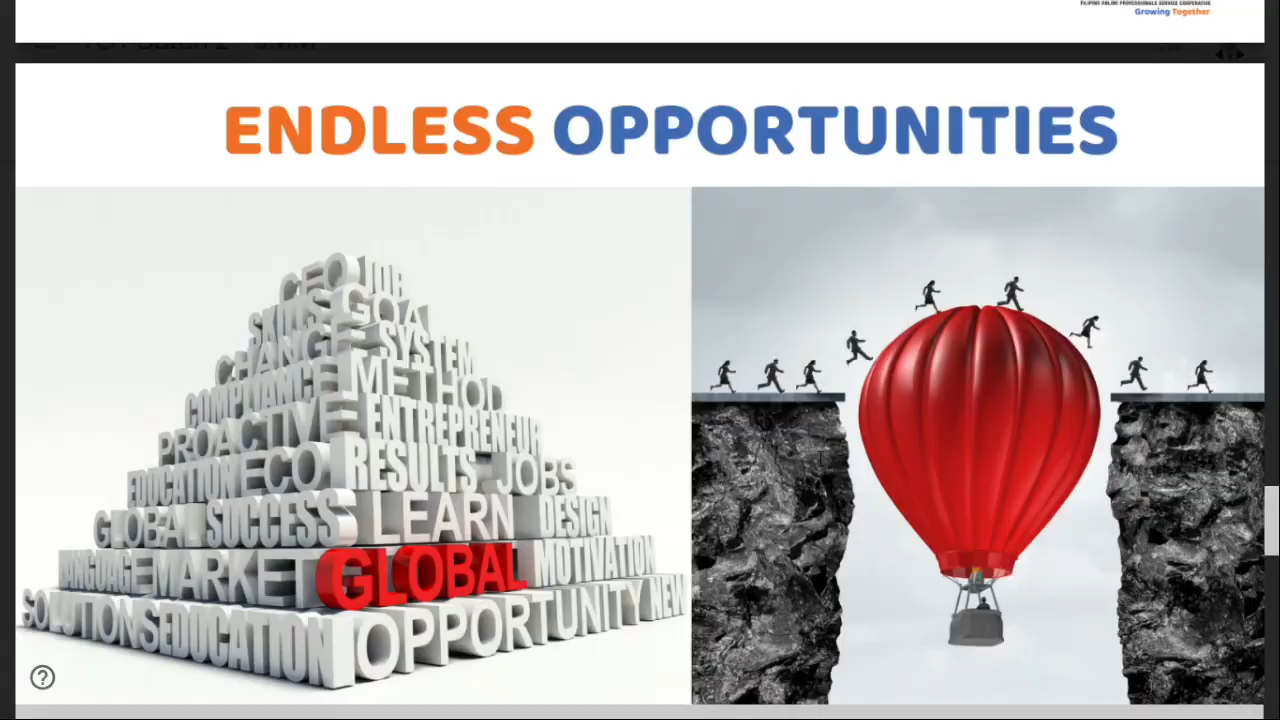 FILIPINO ONLINE PROFESSIONALS SERVICE COOPERATIVE
Growing Together
ENDLESS OPPORTUNITIES
CEO JOB
SKILLS GOAL
CHANGE SYSTEM
COMPLIANCE METHOD
PROACTIVE ENTREPRENEUR
EDUCATION ECO RESULTS JOBS
GLOBAL SUCCESS LEARN DESIGN
LANGUAGE MARKET GLOBAL MOTIVATION
SOLUTIONS EDUCATION OPPORTUNITY NEW
?